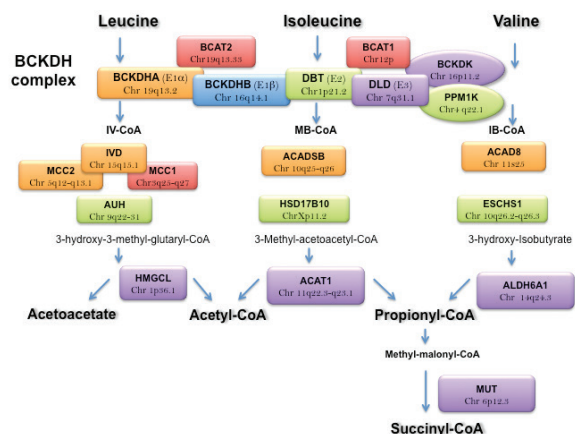 Leucine
Isoleucine
Valine
BCKDH
complex
BCAT2
Chr19q13.33
BCAT1
Chr12p
BCKDK
Chr 16p11.2
BCKDHA (E1α)
Chr 19q13.2
BCKDHB (E1β)
Chr 16q14.1
DBT (E2)
Chr1p21.2
DLD (E3)
Chr 7q31.1
PPM1K
Chr4 q22.1
IV-CoA
MB-CoA
IB-CoA
IVD
Chr 15q15.1
MCC2
Chr 5q12-q13.1
MCC1
Chr3q25-q27
ACADSB
Chr 10q25-q26
ACAD8
Chr 11s25
AUH
Chr 9q22-31
HSD17B10
ChrXp11.2
ESCHS1
Chr 10q26.2-q26.3
3-hydroxy-3-methyl-glutaryl-CoA
3-Methyl-acetoacetyl-CoA
3-hydroxy-Isobutyrate
HMGCL
Chr 1p36.1
ACAT1
Chr 11q22.3-q23.1
ALDH6A1
Chr 14q24.3
Acetoacetate
Acetyl-CoA
Propionyl-CoA
Methyl-malonyl-CoA
MUT
Chr 6p12.3
Succinyl-CoA